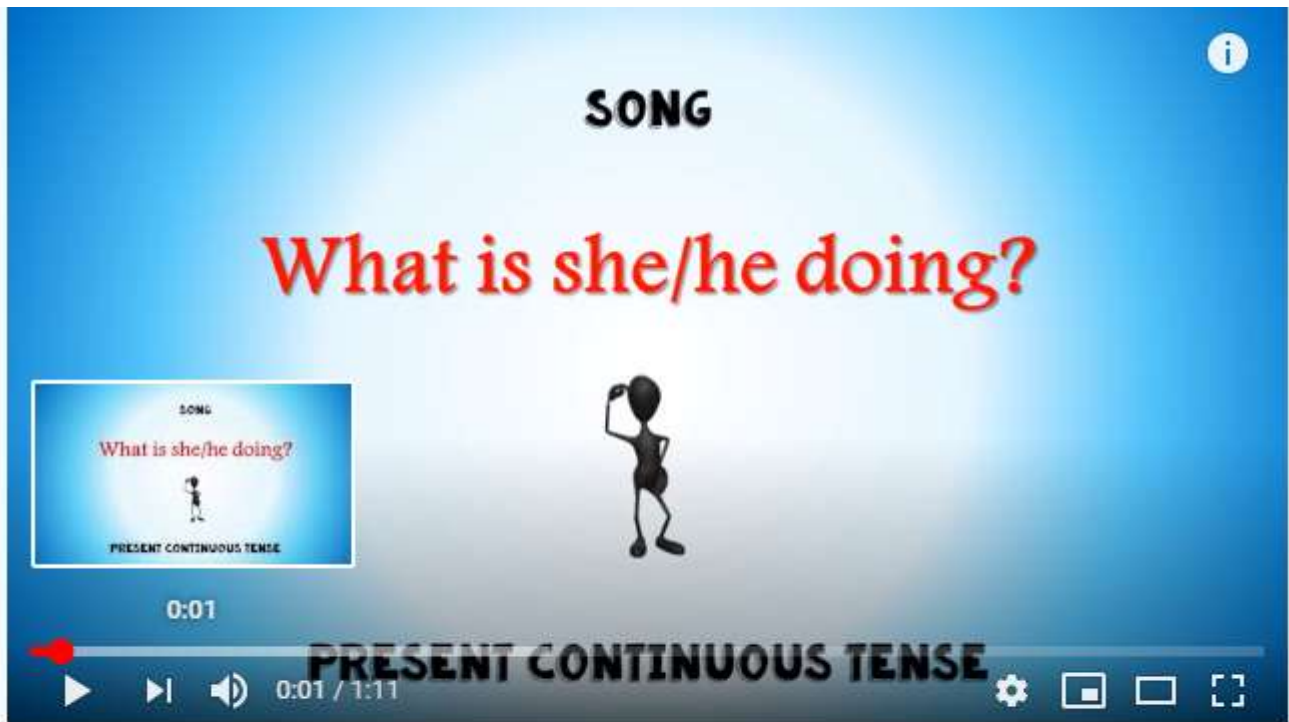 i
SONG
What is she/he doing?
SONG
What is she/he doing?
PRESENT CONTINUOUS TENSE
0:01
PRESENT CONTINUOUS TENSE
0:01 / 1:11